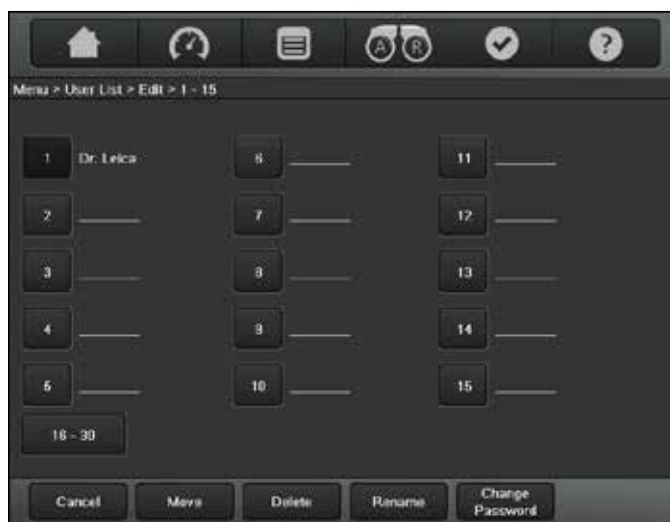 A R ?
Menu > User List > Edit > 1 - 15
1 Dr. Leica 6 11
2 7 12
3 8 13
4 9 14
5 10 15
16 - 30
Cancel Move Delete Rename Change Password